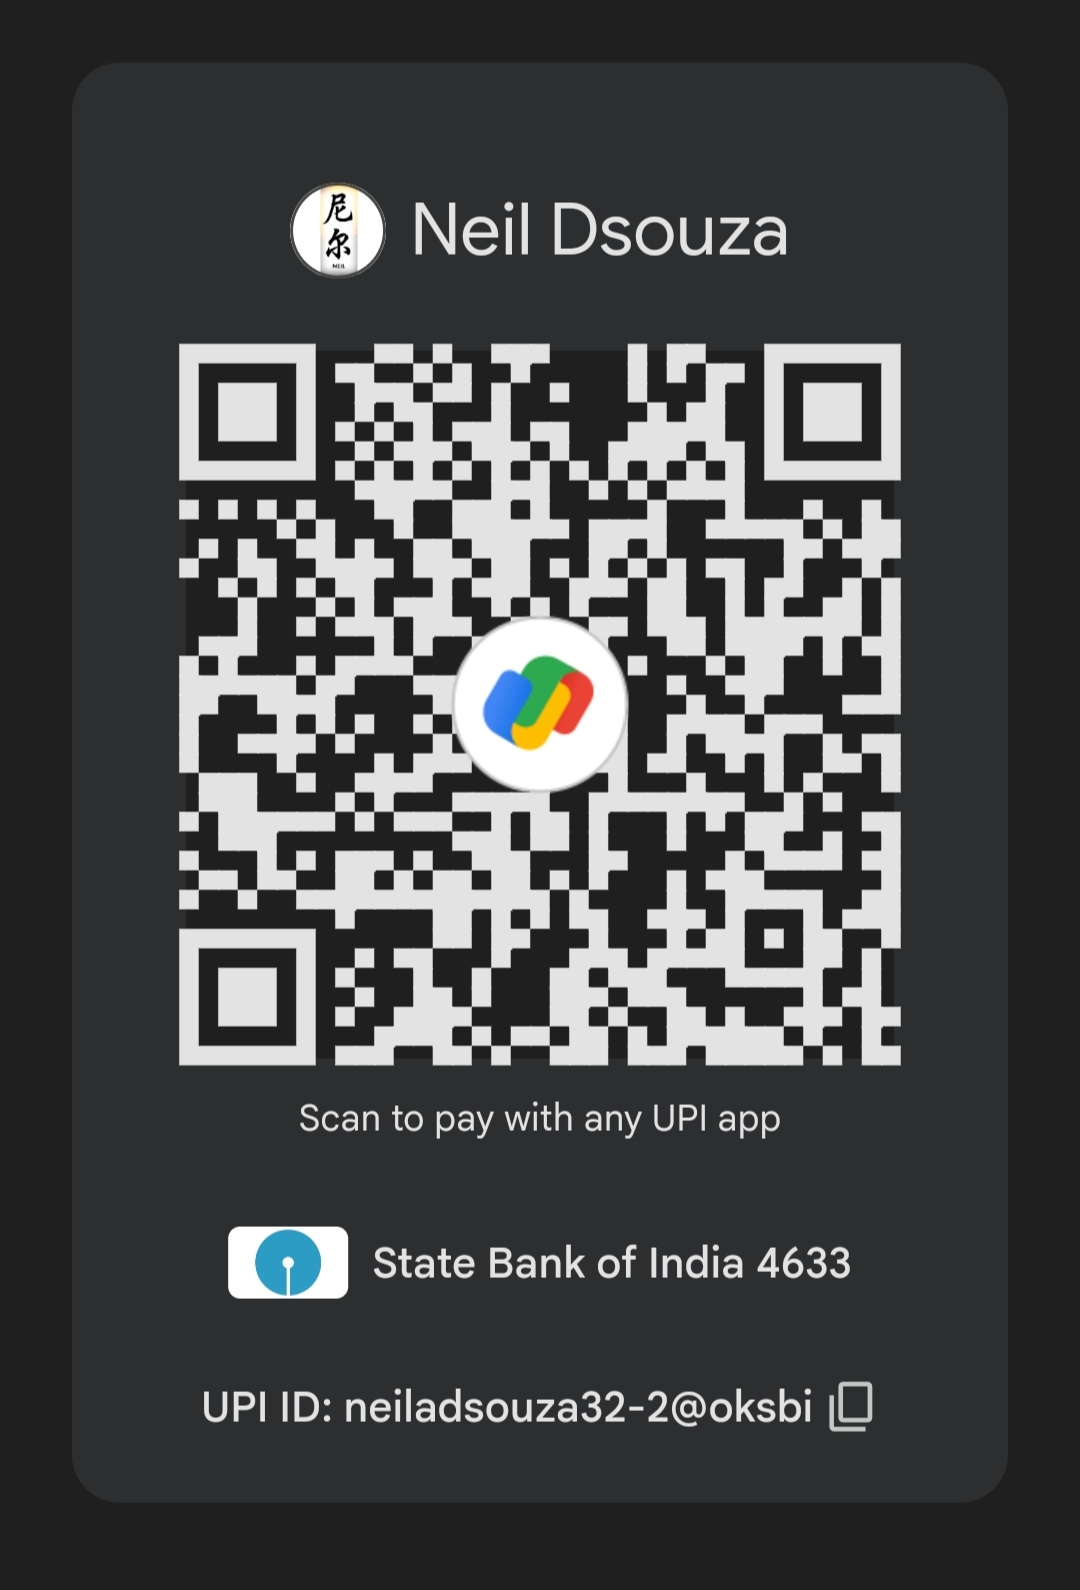 尼
尔
NEIL
Neil Dsouza
Scan to pay with any UPI app
State Bank of India 4633
UPI ID: neiladsouza32-2@oksbi